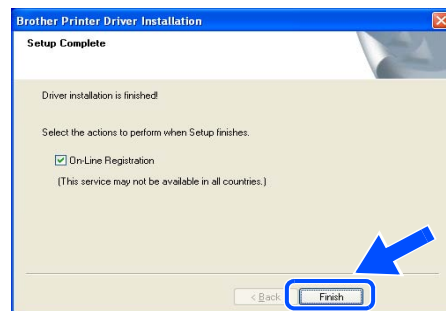 Brother Printer Driver Installation
Setup Complete
Driver installation is finished!
Select the actions to perform when Setup finishes.
On-Line Registration
(This service may not be available in all countries.)
< Back
Finish